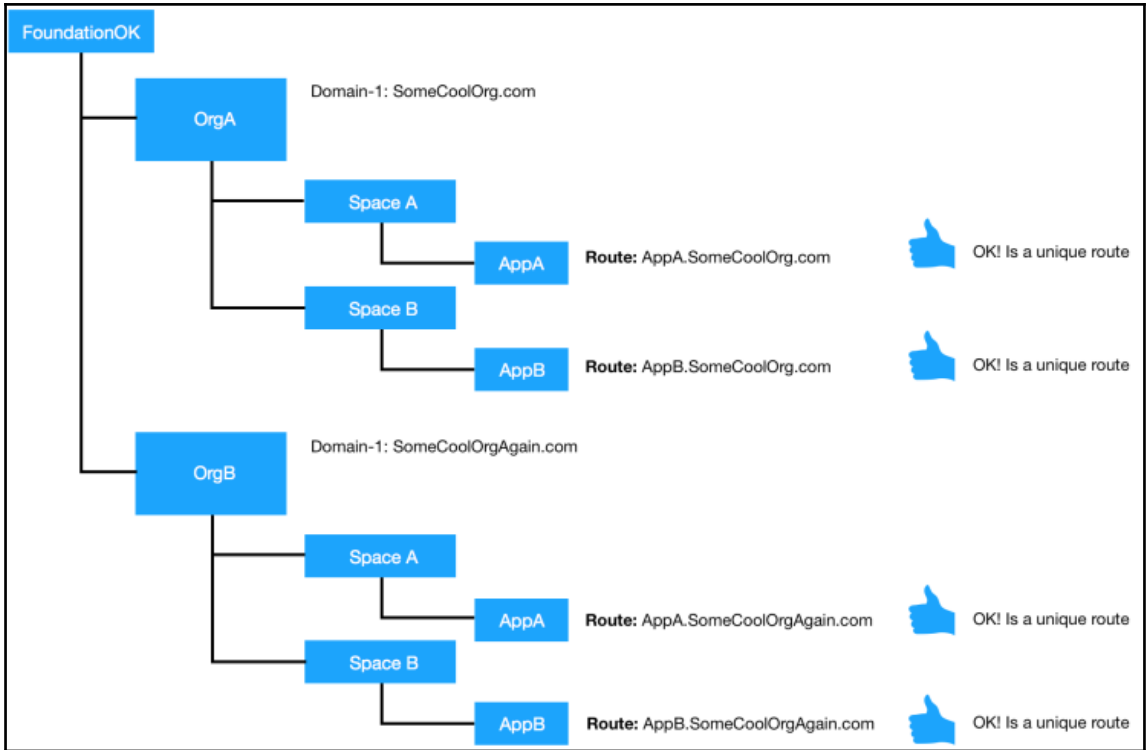 FoundationOK
Domain-1: SomeCoolOrg.com
OrgA
Space A
AppA
Route: AppA.SomeCoolOrg.com
OK! Is a unique route
Space B
AppB
Route: AppB.SomeCoolOrg.com
OK! Is a unique route
Domain-1: SomeCoolOrgAgain.com
OrgB
Space A
AppA
Route: AppA.SomeCoolOrgAgain.com
OK! Is a unique route
Space B
AppB
Route: AppB.SomeCoolOrgAgain.com
OK! Is a unique route